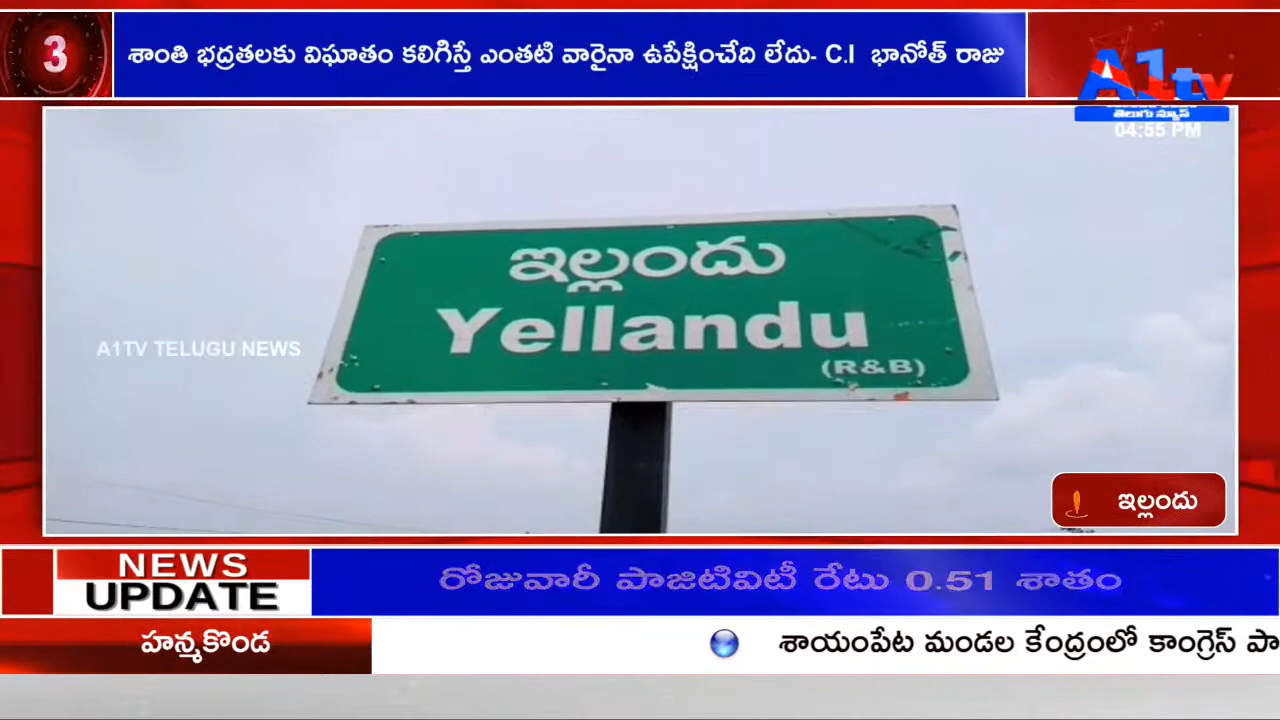 3
శాంతి భద్రతలకు విఘాతం కలిగిస్తే ఎంతటి వారైనా ఉపేక్షించేది లేదు- C.I భానోత్ రాజు
A1tv
తెలుగు న్యూస్
04:55 PM
ఇల్లందు
Yellandu
(R&B)
A1TV TELUGU NEWS
ఇల్లందు
NEWS
UPDATE
రోజువారీ పాజిటివిటీ రేటు 0.51 శాతం
హన్మకొండ
శాయంపేట మండల కేంద్రంలో కాంగ్రెస్ పా